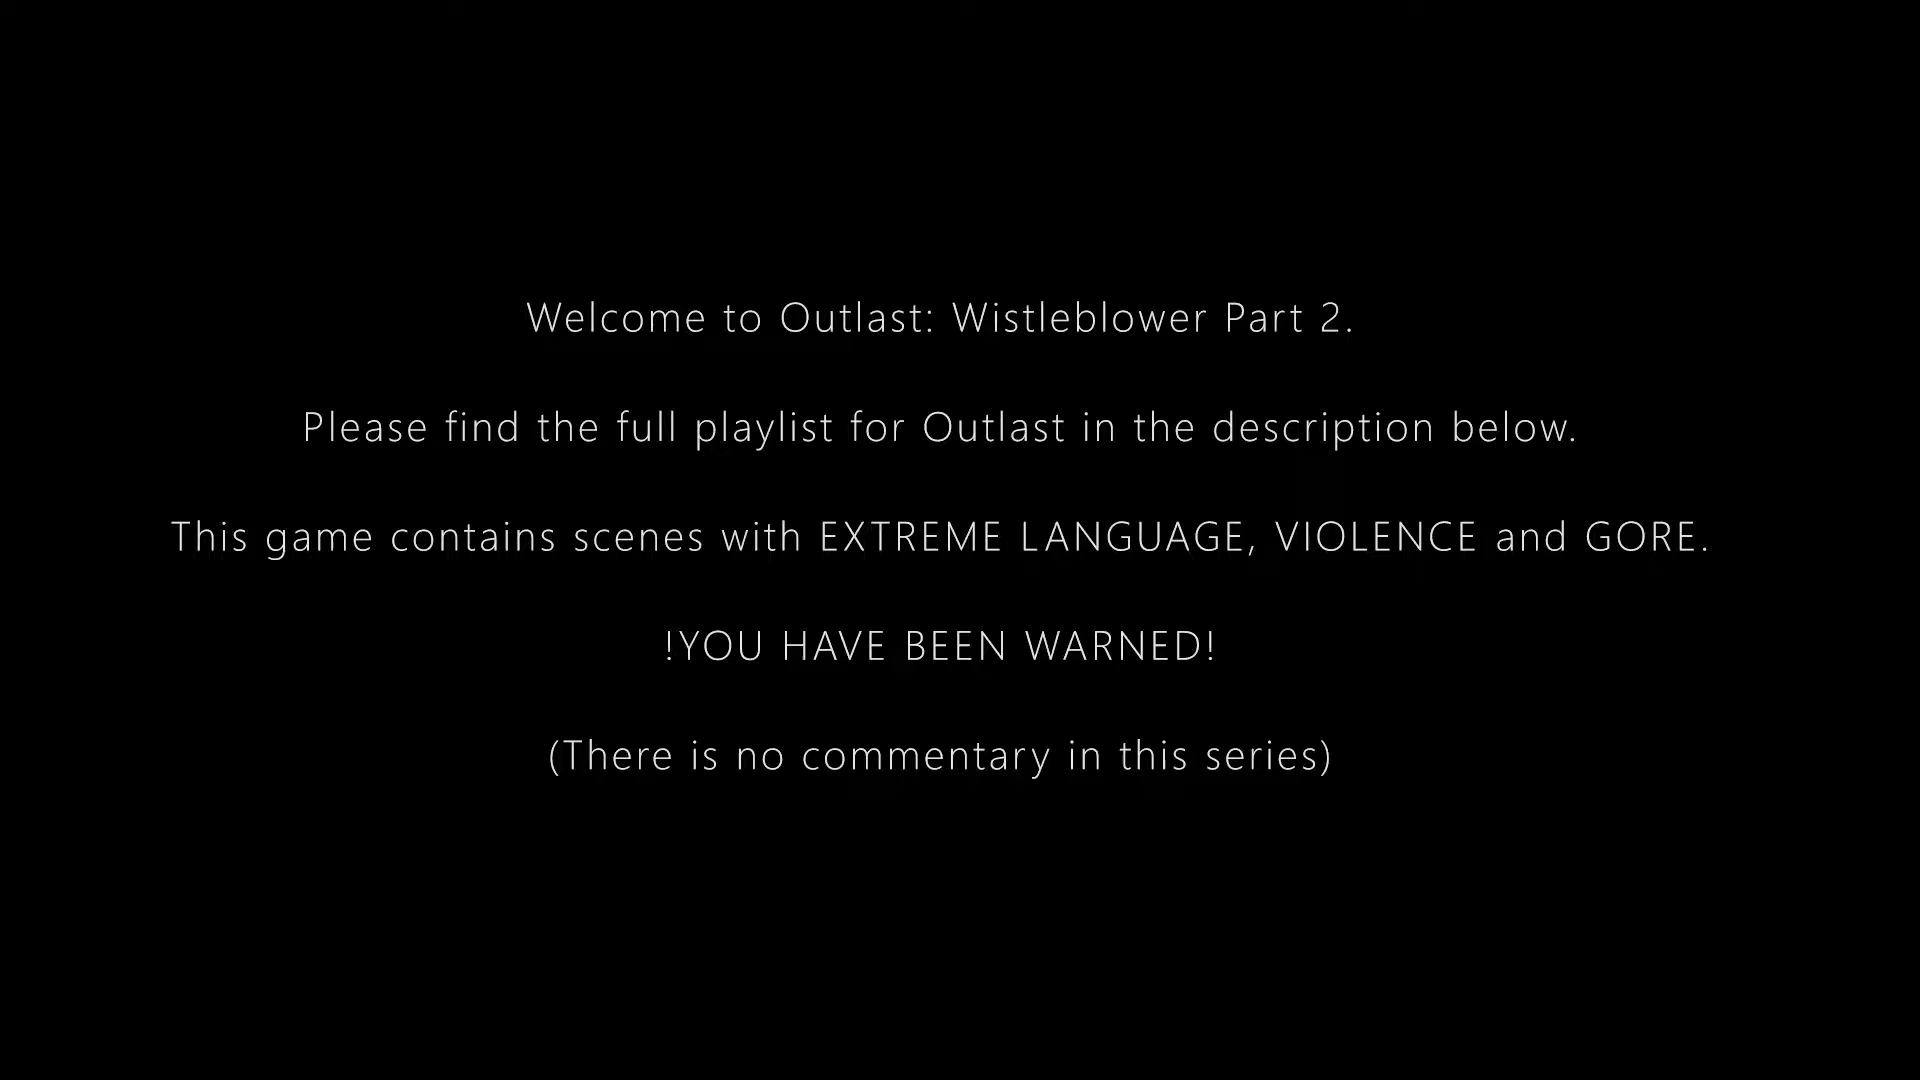 Welcome to Outlast: Wistleblower Part 2.
Please find the full playlist for Outlast in the description below.
This game contains scenes with EXTREME LANGUAGE, VIOLENCE and GORE.
!YOU HAVE BEEN WARNED!
(There is no commentary in this series)